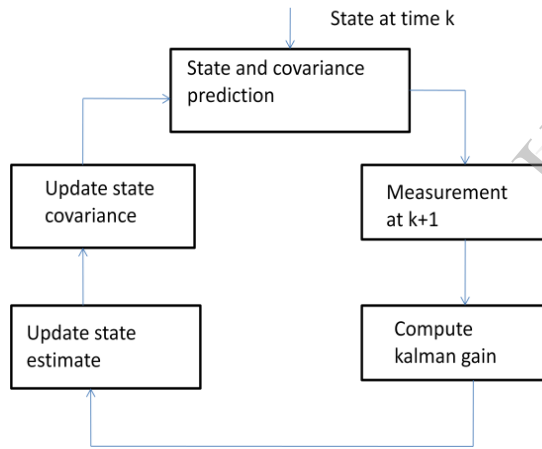 State at time k
State and covariance
prediction
Update state
covariance
Measurement
at k+1
Update state
estimate
Compute
kalman gain